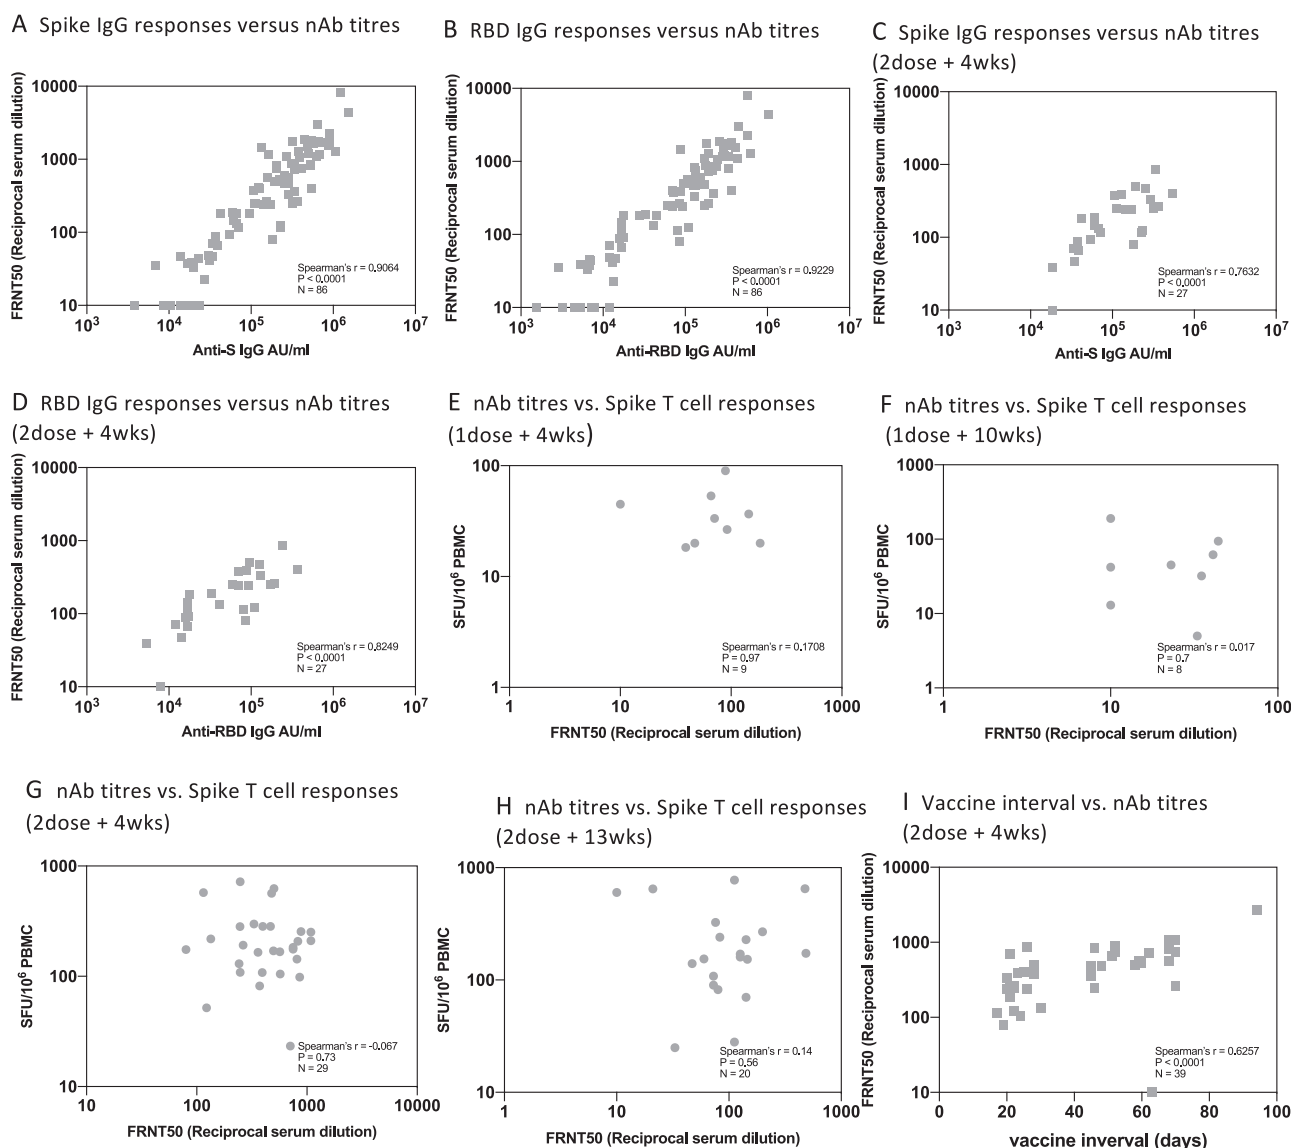 A Spike IgG responses versus nAb titres
FRNT50 (Reciprocal serum dilution)
10000
1000
100
10
10³ 10⁴ 10⁵ 10⁶ 10⁷
Anti-S IgG AU/ml
Spearman's r = 0.9064
P < 0.0001
N = 86
B RBD IgG responses versus nAb titres
FRNT50 (Reciprocal serum dilution)
10000
1000
100
10
10³ 10⁴ 10⁵ 10⁶ 10⁷
Anti-RBD IgG AU/ml
Spearman's r = 0.9229
P < 0.0001
N = 86
C Spike IgG responses versus nAb titres
(2dose + 4wks)
FRNT50 (Reciprocal serum dilution)
10000
1000
100
10
10³ 10⁴ 10⁵ 10⁶ 10⁷
Anti-S IgG AU/ml
Spearman's r = 0.7632
P < 0.0001
N = 27
D RBD IgG responses versus nAb titres
(2dose + 4wks)
FRNT50 (Reciprocal serum dilution)
10000
1000
100
10
10³ 10⁴ 10⁵ 10⁶ 10⁷
Anti-RBD IgG AU/ml
Spearman's r = 0.8249
P < 0.0001
N = 27
E nAb titres vs. Spike T cell responses
(1dose + 4wks)
SFU/10⁶ PBMC
100
10
1
1 10 100 1000
FRNT50 (Reciprocal serum dilution)
Spearman's r = 0.1708
P = 0.97
N = 9
F nAb titres vs. Spike T cell responses
(1dose + 10wks)
SFU/10⁶ PBMC
1000
100
10
1
1 10 100
FRNT50 (Reciprocal serum dilution)
Spearman's r = 0.017
P = 0.7
N = 8
G nAb titres vs. Spike T cell responses
(2dose + 4wks)
SFU/10⁶ PBMC
1000
100
10
10 100 1000 10000
FRNT50 (Reciprocal serum dilution)
Spearman's r = -0.067
P = 0.73
N = 29
H nAb titres vs. Spike T cell responses
(2dose + 13wks)
SFU/10⁶ PBMC
1000
100
10
1 10 100 1000
FRNT50 (Reciprocal serum dilution)
Spearman's r = 0.14
P = 0.56
N = 20
I Vaccine interval vs. nAb titres
(2dose + 4wks)
FRNT50 (Reciprocal serum dilution)
10000
1000
100
10
0 20 40 60 80 100
vaccine inverval (days)
Spearman's r = 0.6257
P < 0.0001
N = 39